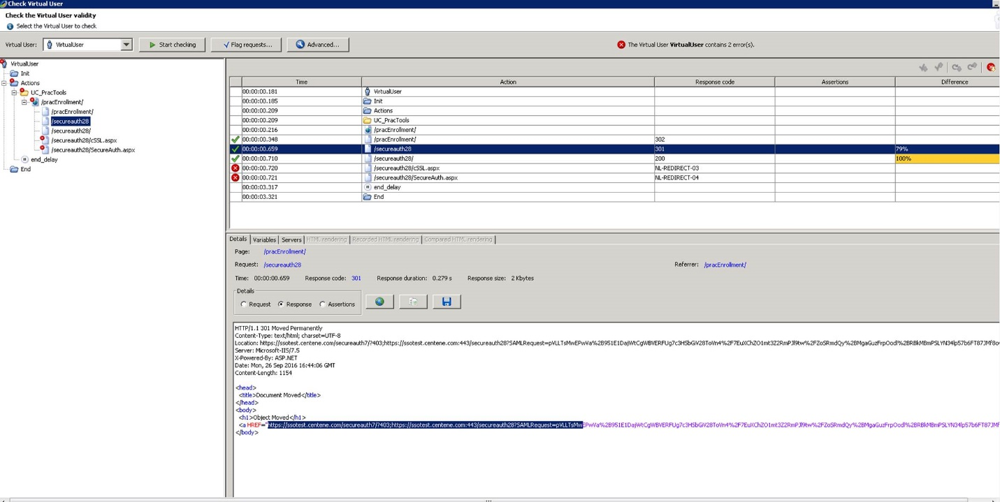 Check Virtual User
Check the Virtual User validity
Select the Virtual User to check
Virtual User: VirtualUser Start checking Flag requests... Advanced... The Virtual User VirtualUser contains 2 error(s).
VirtualUser
Init
Actions
UC_PracTools
/pracEnrollment/
/pracEnrollment/
/secureauth28
/secureauth28/
/secureauth28/cSSL.aspx
/secureauth28/SecureAuth.aspx
end_delay
End
Time Action Response code Assertions Difference
00:00:00.181 VirtualUser
00:00:00.185 Init
00:00:00.209 Actions
00:00:00.209 UC_PracTools
00:00:00.216 /pracEnrollment/
00:00:00.348 /pracEnrollment/ 302
00:00:00.659 /secureauth28 301 79%
00:00:00.710 /secureauth28/ 200 100%
00:00:00.720 /secureauth28/cSSL.aspx NL-REDIRECT-03
00:00:00.721 /secureauth28/SecureAuth.aspx NL-REDIRECT-04
00:00:03.317 end_delay
00:00:03.321 End
Details Variables Servers HTML rendering Recorded HTML rendering Compared HTML rendering
Page: /pracEnrollment/
Request: /secureauth28 Referrer: /pracEnrollment/
Time: 00:00:00.659 Response code: 301 Response duration: 0.279 s Response size: 2 Kbytes
Details
Request Response Assertions
HTTP/1.1 301 Moved Permanently
Content-Type: text/html; charset=UTF-8
Location: https://ssotest.centene.com/secureauth7/?403;https://ssotest.centene.com:443/secureauth28?SAMLRequest=pVLLTsMwEPwVa%2B951E1DajWtCgWBVERFUg7c3HSbGiV28ToVn4%2F7EuXChZO1mt3Z2RmPJl9tw%2FZoSRmdQy%2BMgaGuzFrpOodl%2BRBkMBmPSLYN34lp57b6FT87JMf8o
Server: Microsoft-IIS/7.5
X-Powered-By: ASP.NET
Date: Mon, 26 Sep 2016 16:44:06 GMT
Content-Length: 1154
<head>
<title>Document Moved</title>
</head>
<body>
<h1>Object Moved</h1>
<a HREF="https://ssotest.centene.com/secureauth7/?403;https://ssotest.centene.com:443/secureauth28?SAMLRequest=pVLLTsMwEPwVa%2B951E1DajWtCgWBVERFUg7c3HSbGiV28ToVn4%2F7EuXChZO1mt3Z2RmPJl9tw%2FZoSRmdQy%2BMgaGuzFrpOodl%2BRBkMBmPSLYN34lp57b6FT87JMf
</body>